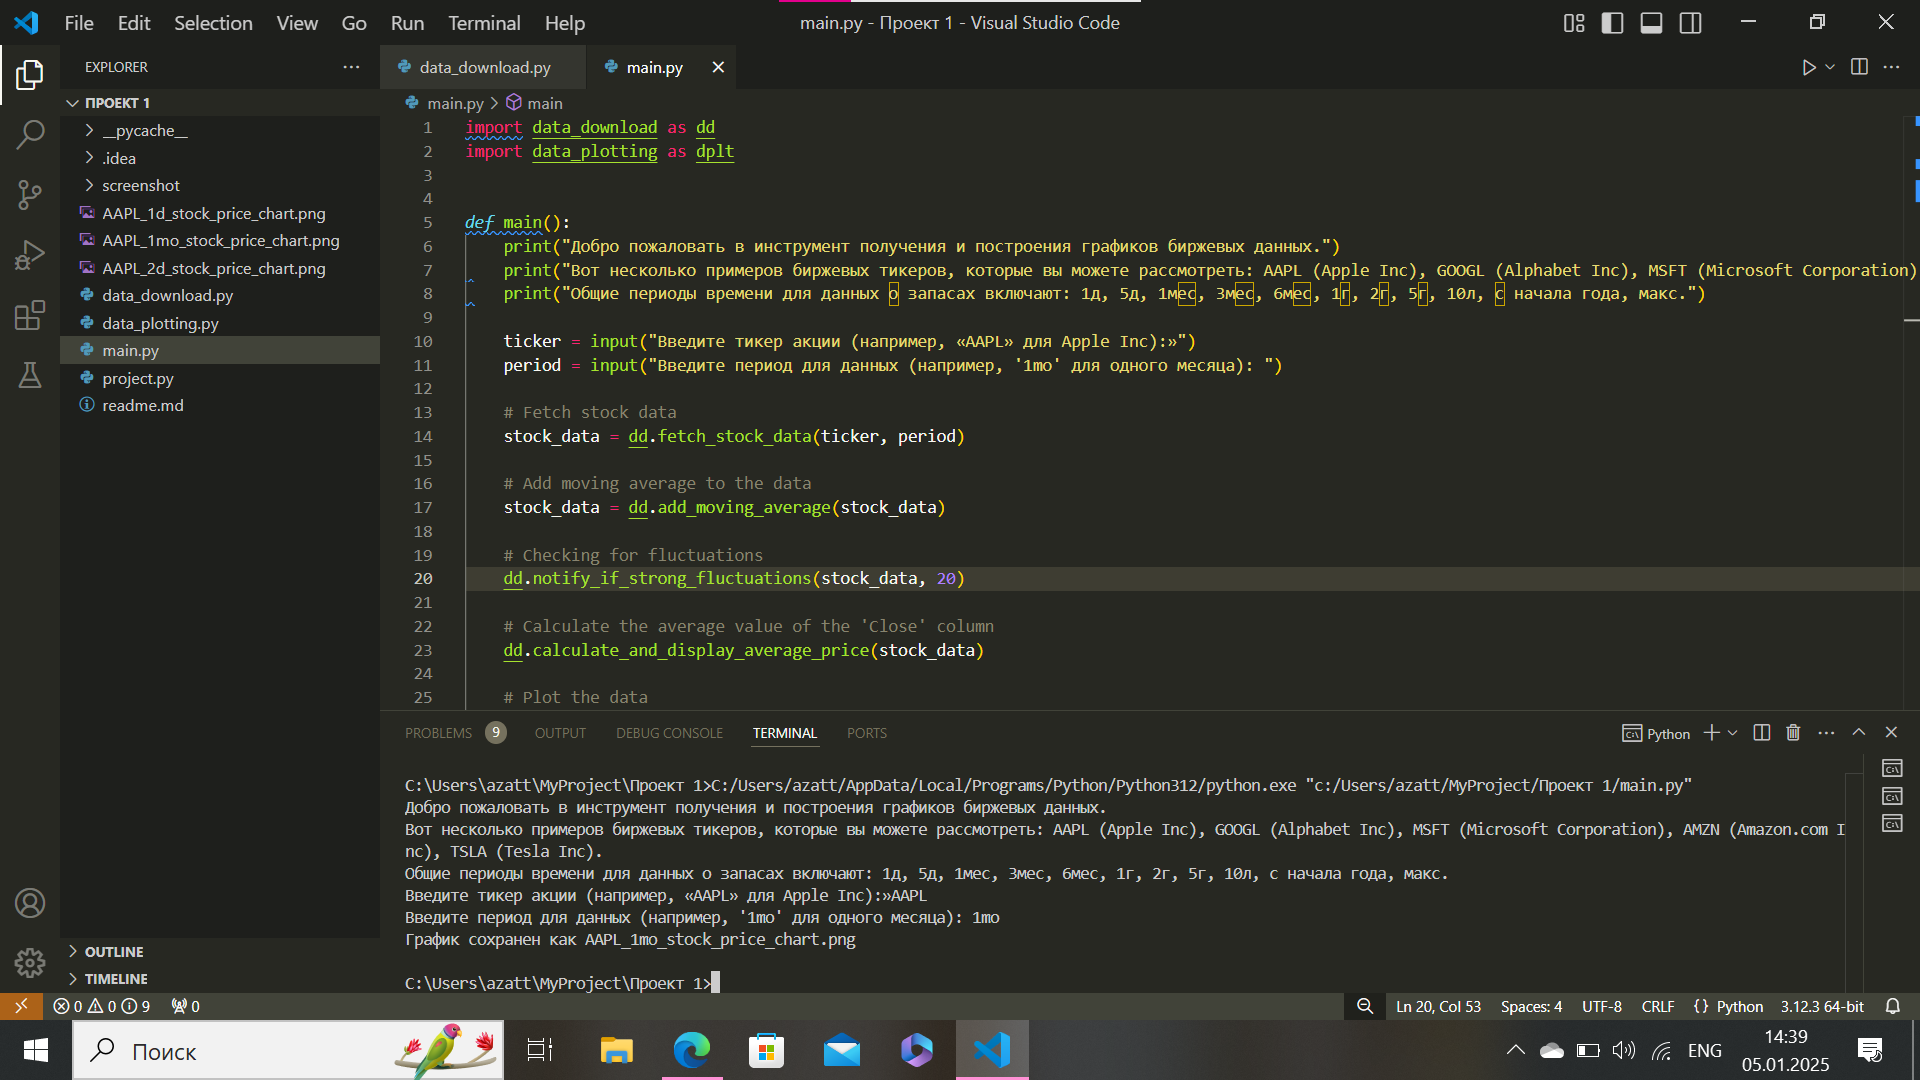 File Edit Selection View Go Run Terminal Help
main.py - Проект 1 - Visual Studio Code
EXPLORER
ПРОЕКТ 1
__pycache__
.idea
screenshot
AAPL_1d_stock_price_chart.png
AAPL_1mo_stock_price_chart.png
AAPL_2d_stock_price_chart.png
data_download.py
data_plotting.py
main.py
project.py
readme.md
OUTLINE
TIMELINE
data_download.py main.py
main.py > main
1 import data_download as dd
2 import data_plotting as dplt
3
4
5 def main():
6 print("Добро пожаловать в инструмент получения и построения графиков биржевых данных.")
7 print("Вот несколько примеров биржевых тикеров, которые вы можете рассмотреть: AAPL (Apple Inc), GOOGL (Alphabet Inc), MSFT (Microsoft Corporation)
8 print("Общие периоды времени для данных о запасах включают: 1д, 5д, 1мес, 3мес, 6мес, 1г, 2г, 5г, 10л, с начала года, макс.")
9
10 ticker = input("Введите тикер акции (например, «AAPL» для Apple Inc):»")
11 period = input("Введите период для данных (например, '1mo' для одного месяца): ")
12
13 # Fetch stock data
14 stock_data = dd.fetch_stock_data(ticker, period)
15
16 # Add moving average to the data
17 stock_data = dd.add_moving_average(stock_data)
18
19 # Checking for fluctuations
20 dd.notify_if_strong_fluctuations(stock_data, 20)
21
22 # Calculate the average value of the 'Close' column
23 dd.calculate_and_display_average_price(stock_data)
24
25 # Plot the data
PROBLEMS 9 OUTPUT DEBUG CONSOLE TERMINAL PORTS
Python
C:\Users\azatt\MyProject\Проект 1>C:/Users/azatt/AppData/Local/Programs/Python/Python312/python.exe "c:/Users/azatt/MyProject/Проект 1/main.py"
Добро пожаловать в инструмент получения и построения графиков биржевых данных.
Вот несколько примеров биржевых тикеров, которые вы можете рассмотреть: AAPL (Apple Inc), GOOGL (Alphabet Inc), MSFT (Microsoft Corporation), AMZN (Amazon.com I
nc), TSLA (Tesla Inc).
Общие периоды времени для данных о запасах включают: 1д, 5д, 1мес, 3мес, 6мес, 1г, 2г, 5г, 10л, с начала года, макс.
Введите тикер акции (например, «AAPL» для Apple Inc):»AAPL
Введите период для данных (например, '1mo' для одного месяца): 1mo
График сохранен как AAPL_1mo_stock_price_chart.png
C:\Users\azatt\MyProject\Проект 1>
0 0 9 0
Ln 20, Col 53 Spaces: 4 UTF-8 CRLF {} Python 3.12.3 64-bit
Поиск
ENG
14:39
05.01.2025